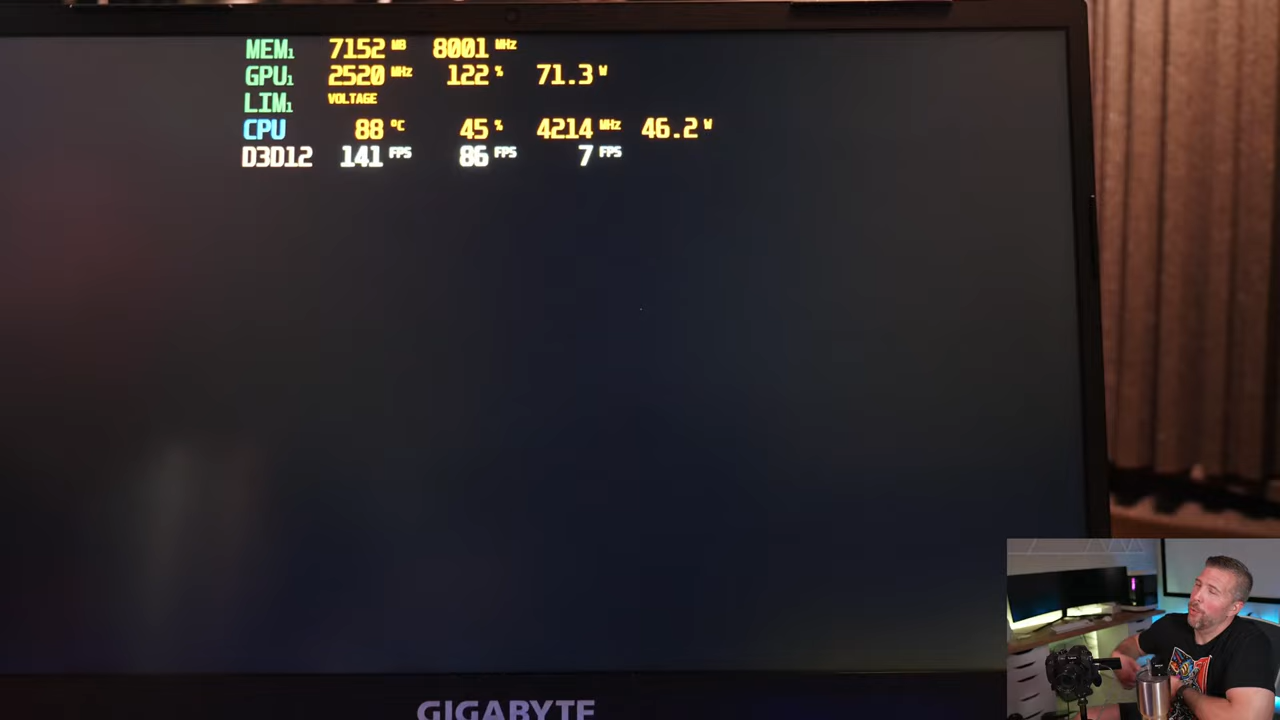 MEM1 7152 MB 8001 MHz
GPU1 2520 MHz 122 % 71.3 W
LIM1 VOLTAGE
CPU 88 °C 45 % 4214 MHz 46.2 W
D3D12 141 FPS 86 FPS 7 FPS
GIGABYTE